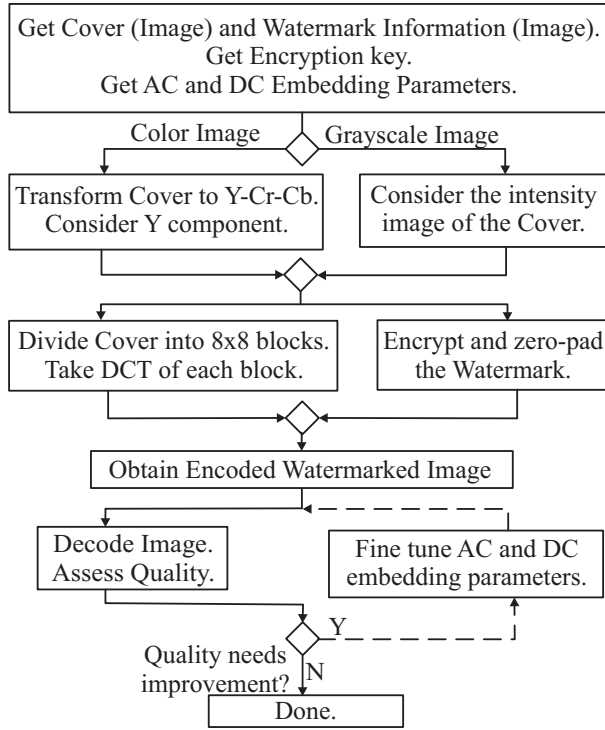 Get Cover (Image) and Watermark Information (Image).
Get Encryption key.
Get AC and DC Embedding Parameters.
Color Image
Grayscale Image
Transform Cover to Y-Cr-Cb.
Consider Y component.
Consider the intensity
image of the Cover.
Divide Cover into 8x8 blocks.
Take DCT of each block.
Encrypt and zero-pad
the Watermark.
Obtain Encoded Watermarked Image
Decode Image.
Assess Quality.
Fine tune AC and DC
embedding parameters.
Y
Quality needs
improvement?
N
Done.